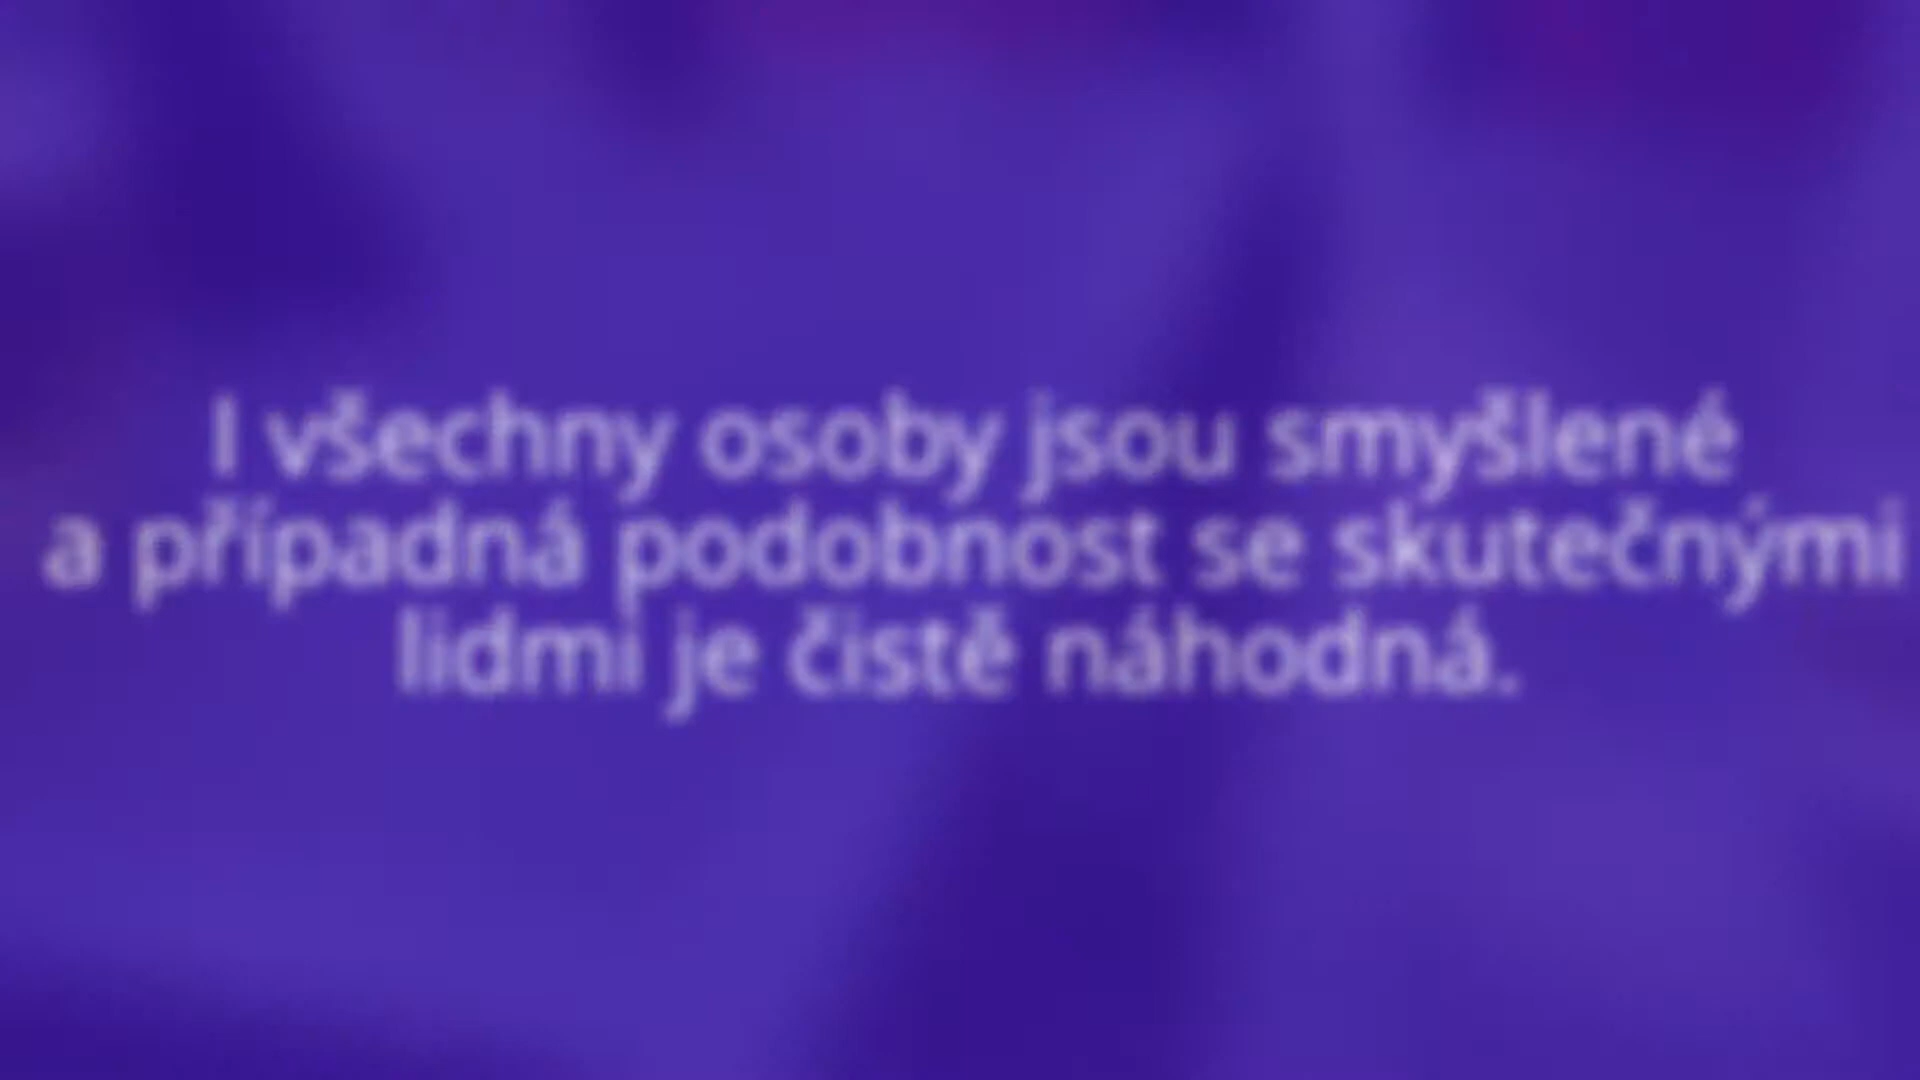 I všechny osoby jsou smyšlené
a případná podobnost se skutečnými
lidmi je čistě náhodná.